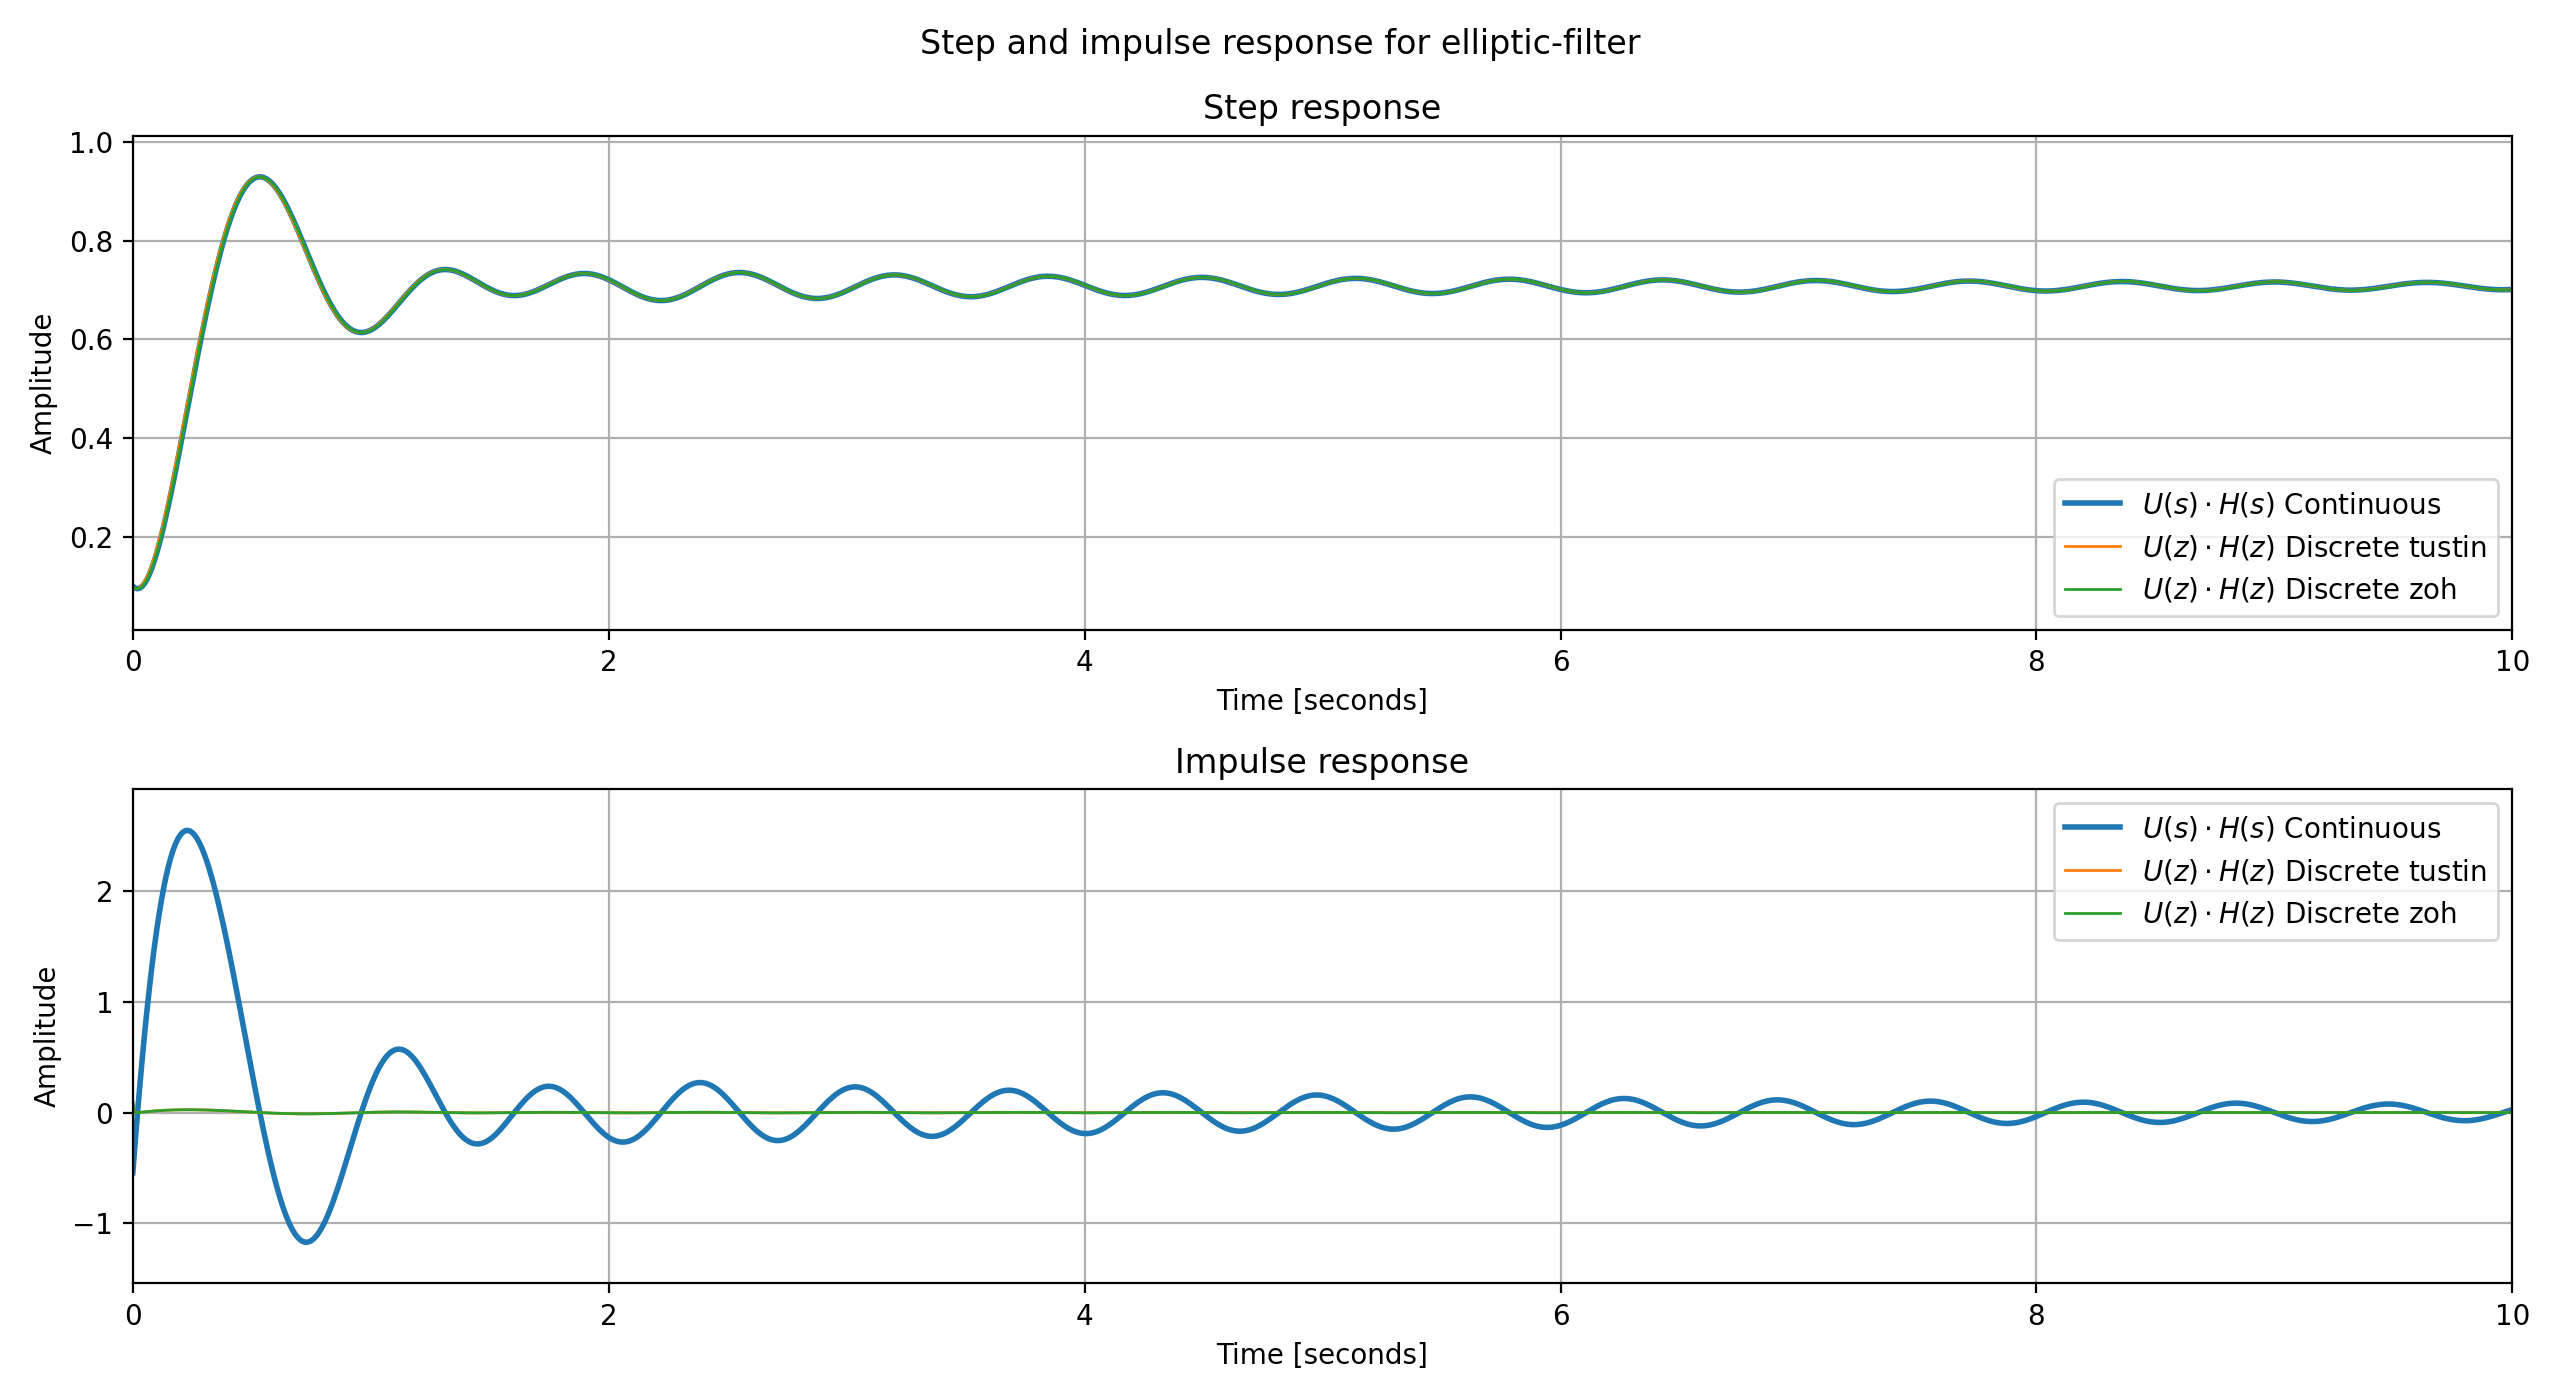 Step and impulse response for elliptic-filter
Step response
1.0
0.8
0.6
0.4
0.2
Amplitude
U(s) · H(s) Continuous
U(z) · H(z) Discrete tustin
U(z) · H(z) Discrete zoh
0 2 4 6 8 10
Time [seconds]
Impulse response
2
1
0
−1
Amplitude
U(s) · H(s) Continuous
U(z) · H(z) Discrete tustin
U(z) · H(z) Discrete zoh
0 2 4 6 8 10
Time [seconds]